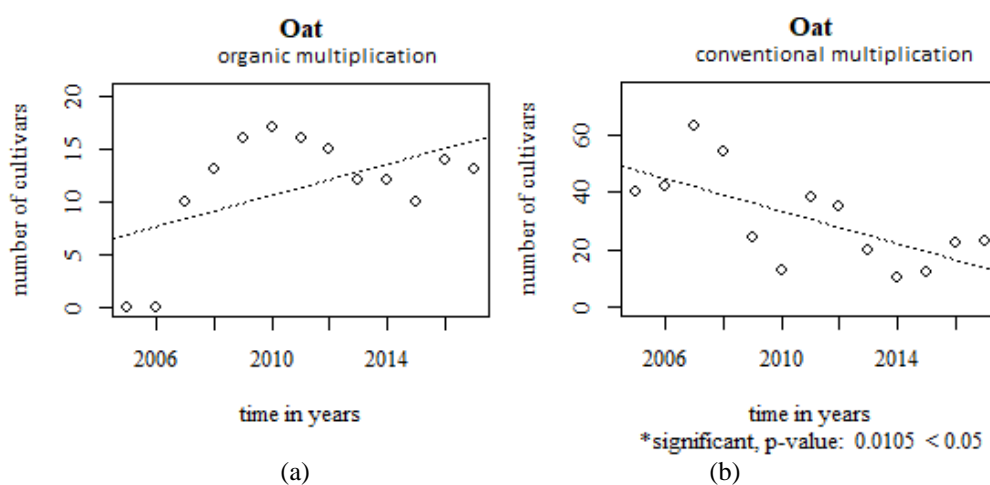 Oat
organic multiplication
number of cultivars
20
15
10
5
0
2006 2010 2014
time in years
(a)
Oat
conventional multiplication
number of cultivars
60
40
20
0
2006 2010 2014
time in years
*significant, p-value: 0.0105 < 0.05
(b)